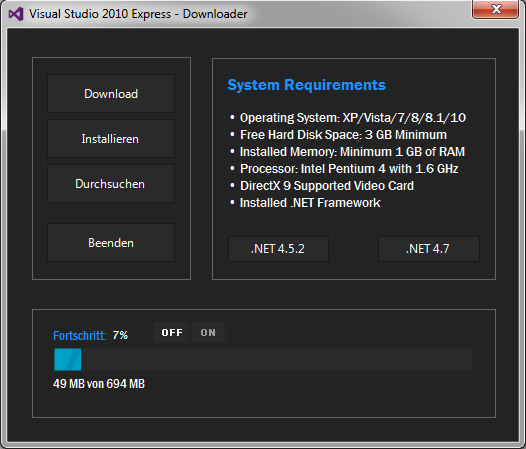 Visual Studio 2010 Express - Downloader
Download
Installieren
Durchsuchen
Beenden
System Requirements
• Operating System: XP/Vista/7/8/8.1/10
• Free Hard Disk Space: 3 GB Minimum
• Installed Memory: Minimum 1 GB of RAM
• Processor: Intel Pentium 4 with 1.6 GHz
• DirectX 9 Supported Video Card
• Installed .NET Framework
.NET 4.5.2 .NET 4.7
Fortschritt: 7% OFF ON
49 MB von 694 MB